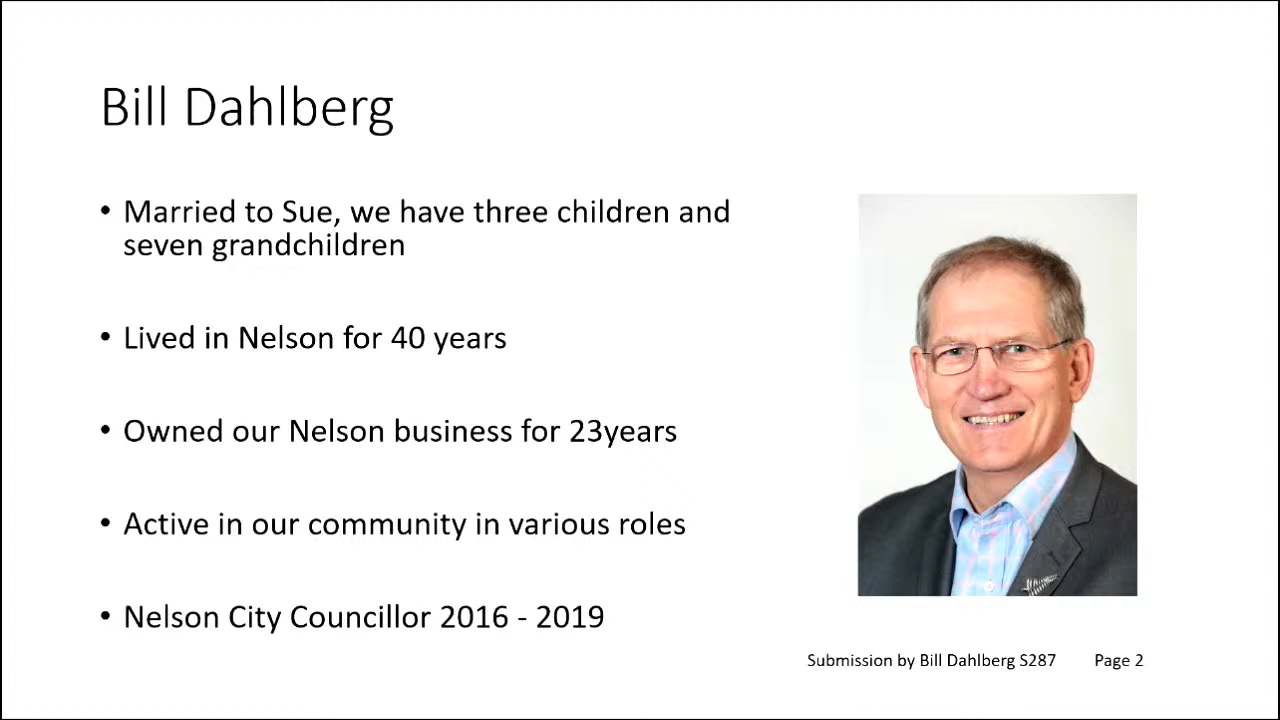 Bill Dahlberg
• Married to Sue, we have three children and
seven grandchildren
• Lived in Nelson for 40 years
• Owned our Nelson business for 23years
• Active in our community in various roles
• Nelson City Councillor 2016 - 2019
Submission by Bill Dahlberg S287 Page 2